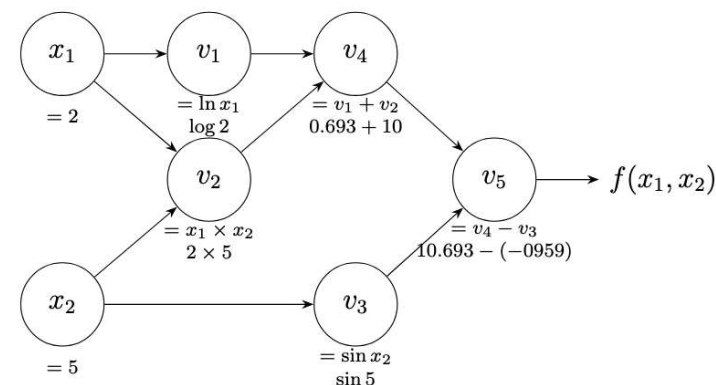 x₁
= 2
v₁
= ln x₁
log 2
v₄
= v₁ + v₂
0.693 + 10
v₂
= x₁ × x₂
2 × 5
v₅
= v₄ − v₃
10.693 − (−0959)
f(x₁, x₂)
x₂
= 5
v₃
= sin x₂
sin 5